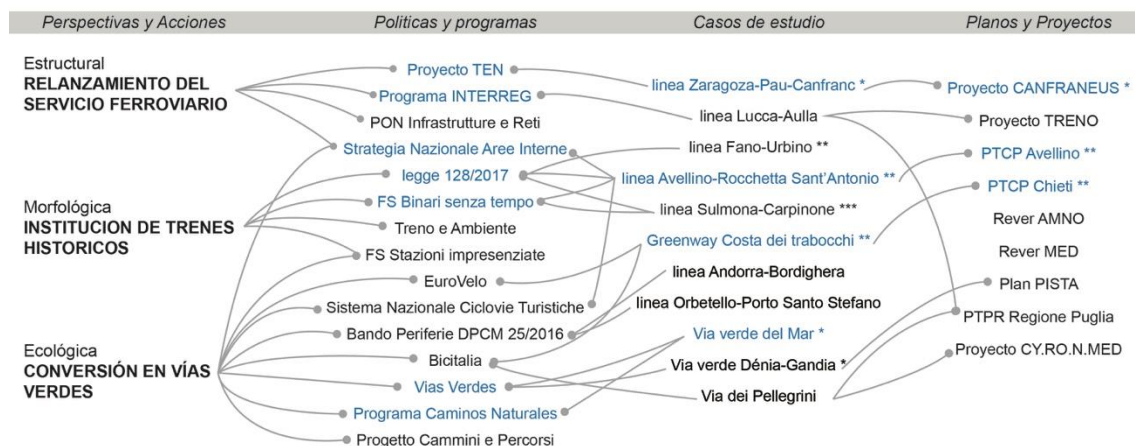 Perspectivas y Acciones
Politicas y programas
Casos de estudio
Planos y Proyectos
Estructural
RELANZAMIENTO DEL
SERVICIO FERROVIARIO
Morfológica
INSTITUCION DE TRENES
HISTORICOS
Ecológica
CONVERSIÓN EN VÍAS
VERDES
Proyecto TEN
Programa INTERREG
PON Infrastrutture e Reti
Strategia Nazionale Aree Interne
legge 128/2017
FS Binari senza tempo
Treno e Ambiente
FS Stazioni impresenziate
EuroVelo
Sistema Nazionale Ciclovie Turistiche
Bando Periferie DPCM 25/2016
Bicitalia
Vias Verdes
Programa Caminos Naturales
Progetto Cammini e Percorsi
linea Zaragoza-Pau-Canfranc *
linea Lucca-Aulla
linea Fano-Urbino **
linea Avellino-Rocchetta Sant'Antonio **
linea Sulmona-Carpinone ***
Greenway Costa dei trabocchi **
linea Andorra-Bordighera
linea Orbetello-Porto Santo Stefano
Via verde del Mar *
Via verde Dénia-Gandia *
Via dei Pellegrini
Proyecto CANFRANEUS *
Proyecto TRENO
PTCP Avellino **
PTCP Chieti **
Rever AMNO
Rever MED
Plan PISTA
PTPR Regione Puglia
Proyecto CY.RO.N.MED